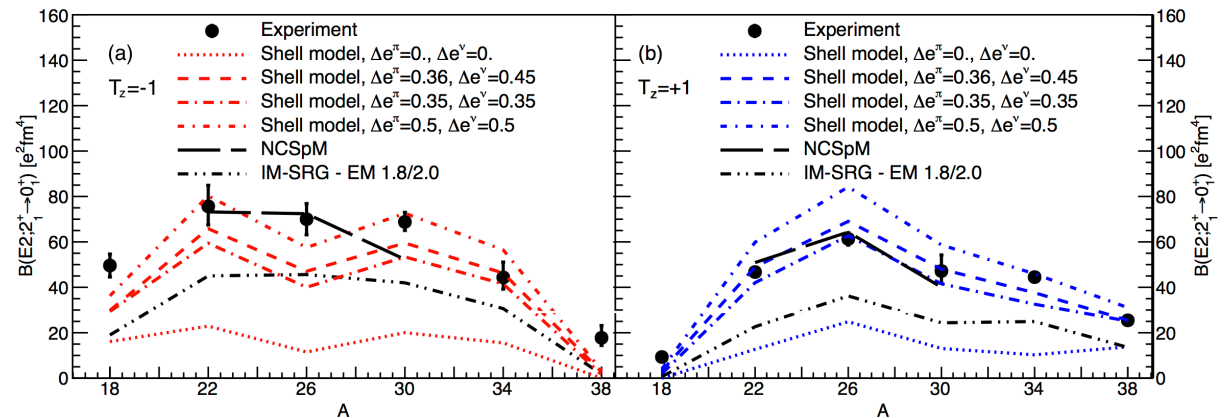 160
140
120
100
80
60
40
20
0
B(E2;2₁⁺→0₁⁺) [e²fm⁴]
(a)
T_z=-1
Experiment
Shell model, Δe^π=0., Δe^ν=0.
Shell model, Δe^π=0.36, Δe^ν=0.45
Shell model, Δe^π=0.35, Δe^ν=0.35
Shell model, Δe^π=0.5, Δe^ν=0.5
NCSpM
IM-SRG - EM 1.8/2.0
18 22 26 30 34 38
A
(b)
T_z=+1
Experiment
Shell model, Δe^π=0., Δe^ν=0.
Shell model, Δe^π=0.36, Δe^ν=0.45
Shell model, Δe^π=0.35, Δe^ν=0.35
Shell model, Δe^π=0.5, Δe^ν=0.5
NCSpM
IM-SRG - EM 1.8/2.0
18 22 26 30 34 38
A
160
140
120
100
80
60
40
20
0
B(E2;2₁⁺→0₁⁺) [e²fm⁴]